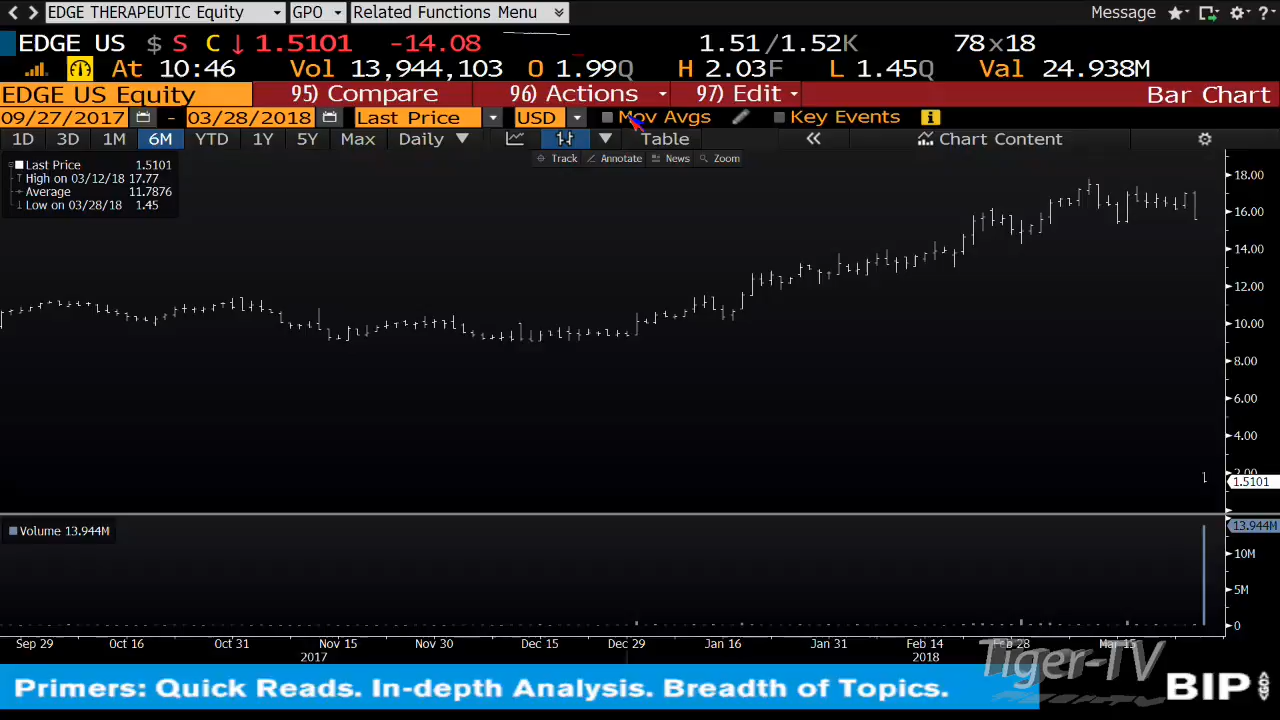 EDGE THERAPEUTIC Equity GPO Related Functions Menu Message ?
EDGE US $ S C ↓ 1.5101 -14.08 1.51/1.52K 78x18
At 10:46 Vol 13,944,103 O 1.99Q H 2.03F L 1.45Q Val 24.938M
EDGE US Equity 95) Compare 96) Actions 97) Edit Bar Chart
09/27/2017 - 03/28/2018 Last Price USD Mov Avgs Key Events i
1D 3D 1M 6M YTD 1Y 5Y Max Daily Table « Chart Content
Track Annotate News Zoom
Last Price 1.5101
High on 03/12/18 17.77
Average 11.7876
Low on 03/28/18 1.45
18.00
16.00
14.00
12.00
10.00
8.00
6.00
4.00
2.00
1.5101
Volume 13.944M
13.944M
10M
5M
0
Sep 29 Oct 16 Oct 31 Nov 15 Nov 30 Dec 15 Dec 29 Jan 16 Jan 31 Feb 14 Feb 28 Mar 15
2017 2018
Tiger-TV
Primers: Quick Reads. In-depth Analysis. Breadth of Topics.
BIP